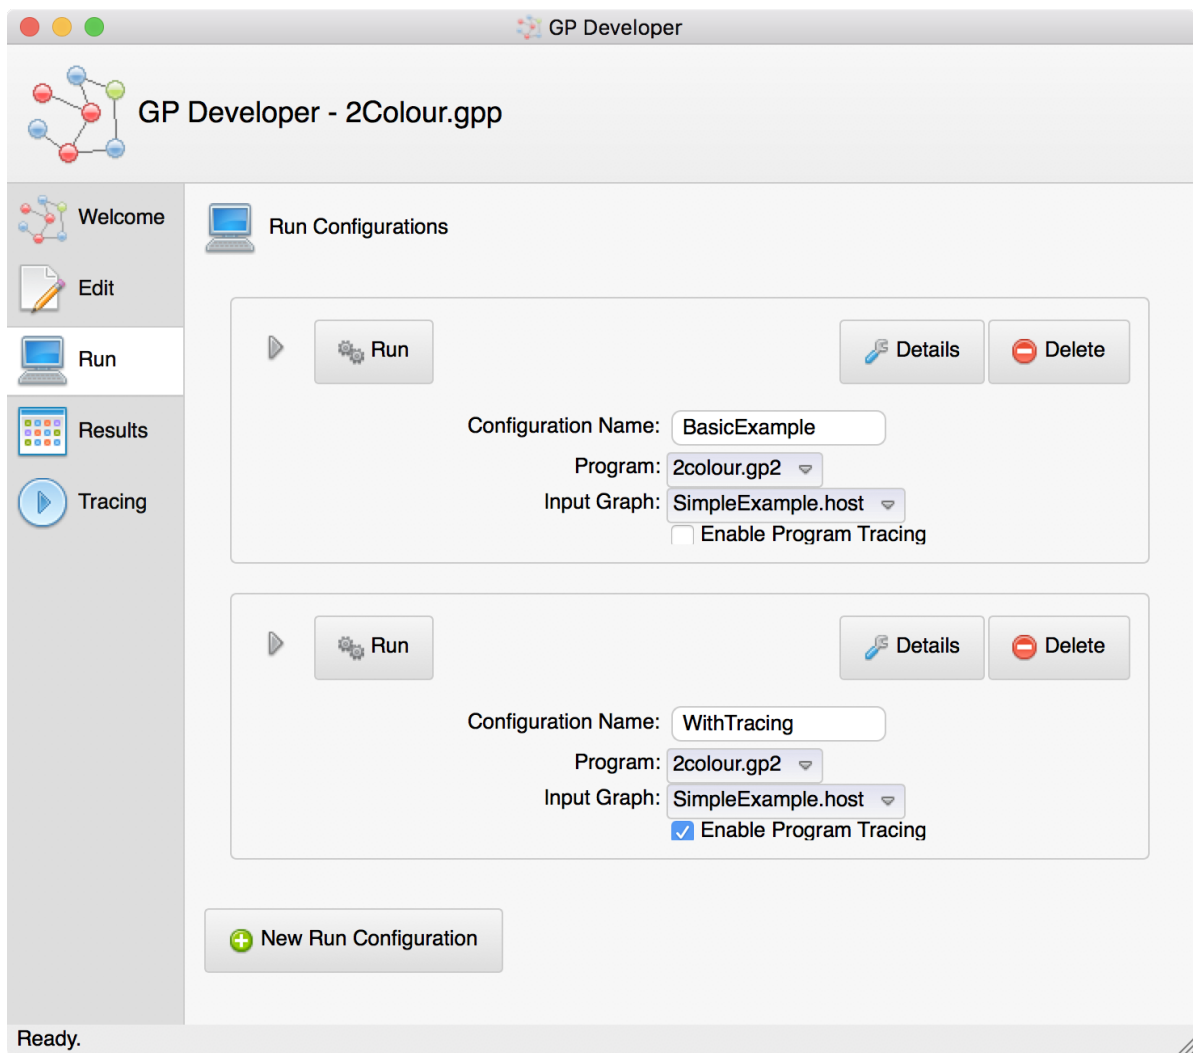 GP Developer
GP Developer - 2Colour.gpp
Welcome
Edit
Run
Results
Tracing
Run Configurations
Run Details Delete
Configuration Name: BasicExample
Program: 2colour.gp2
Input Graph: SimpleExample.host
Enable Program Tracing
Run Details Delete
Configuration Name: WithTracing
Program: 2colour.gp2
Input Graph: SimpleExample.host
Enable Program Tracing
New Run Configuration
Ready.